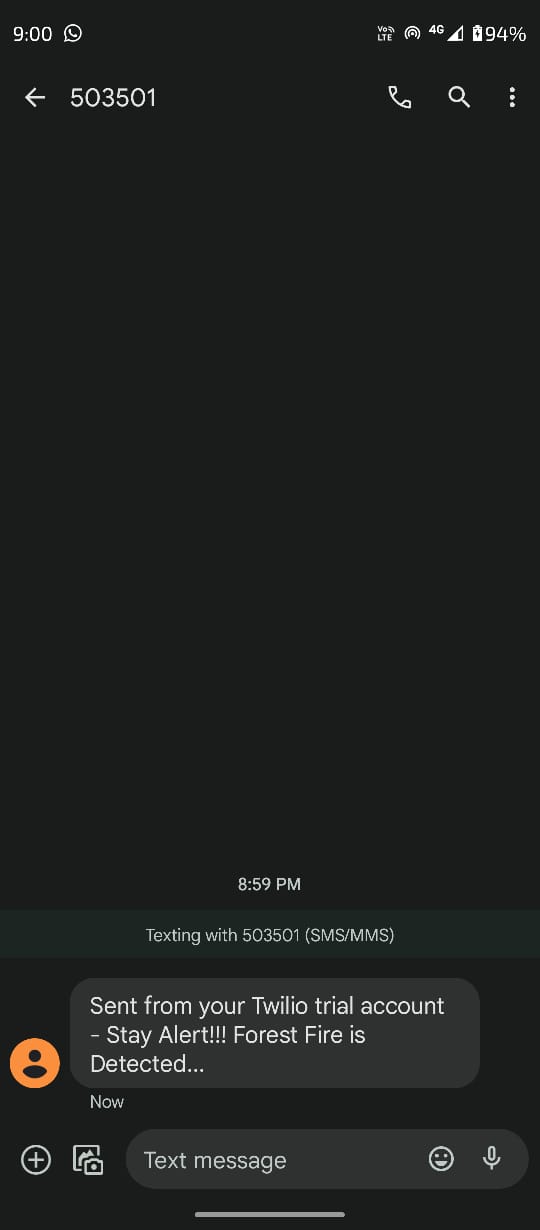 9:00
Vo)) LTE 4G 94%
503501
8:59 PM
Texting with 503501 (SMS/MMS)
Sent from your Twilio trial account
- Stay Alert!!! Forest Fire is
Detected...
Now
Text message